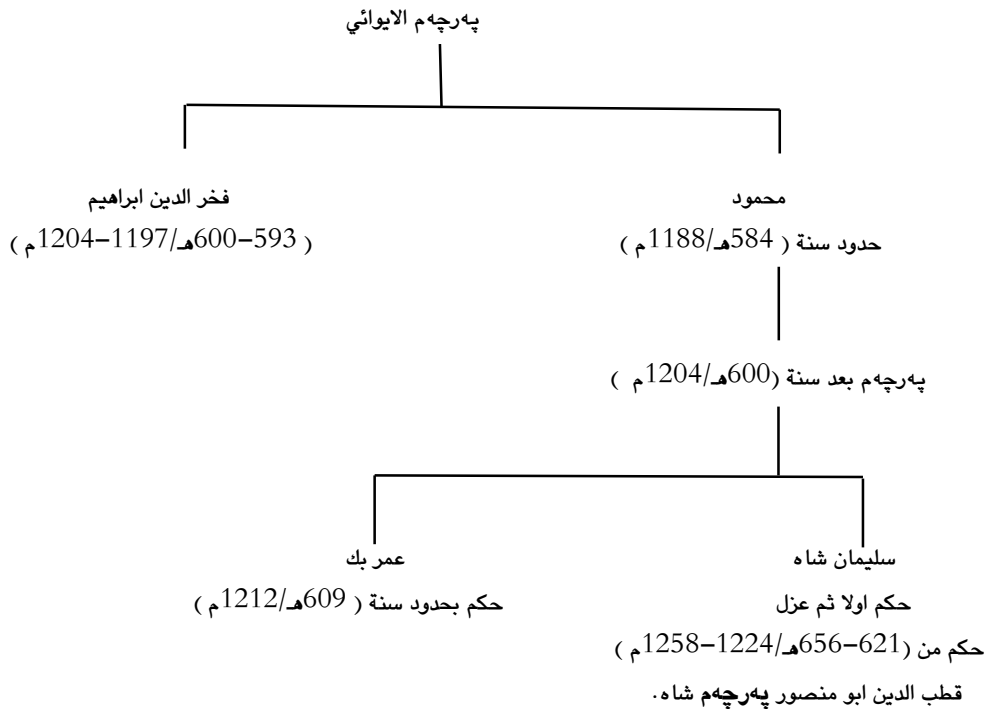 پەرچەم الايوائي
محمود
حدود سنة ( 584هـ/1188م )
فخر الدين ابراهيم
( 593–600هـ/1197–1204م )
پەرچەم بعد سنة (600هـ/1204م )
سليمان شاه
حكم اولا ثم عزل
حكم من (621–656هـ/1224–1258م )
قطب الدين ابو منصور پەرچەم شاه.
عمر بك
حكم بحدود سنة ( 609هـ/1212م )